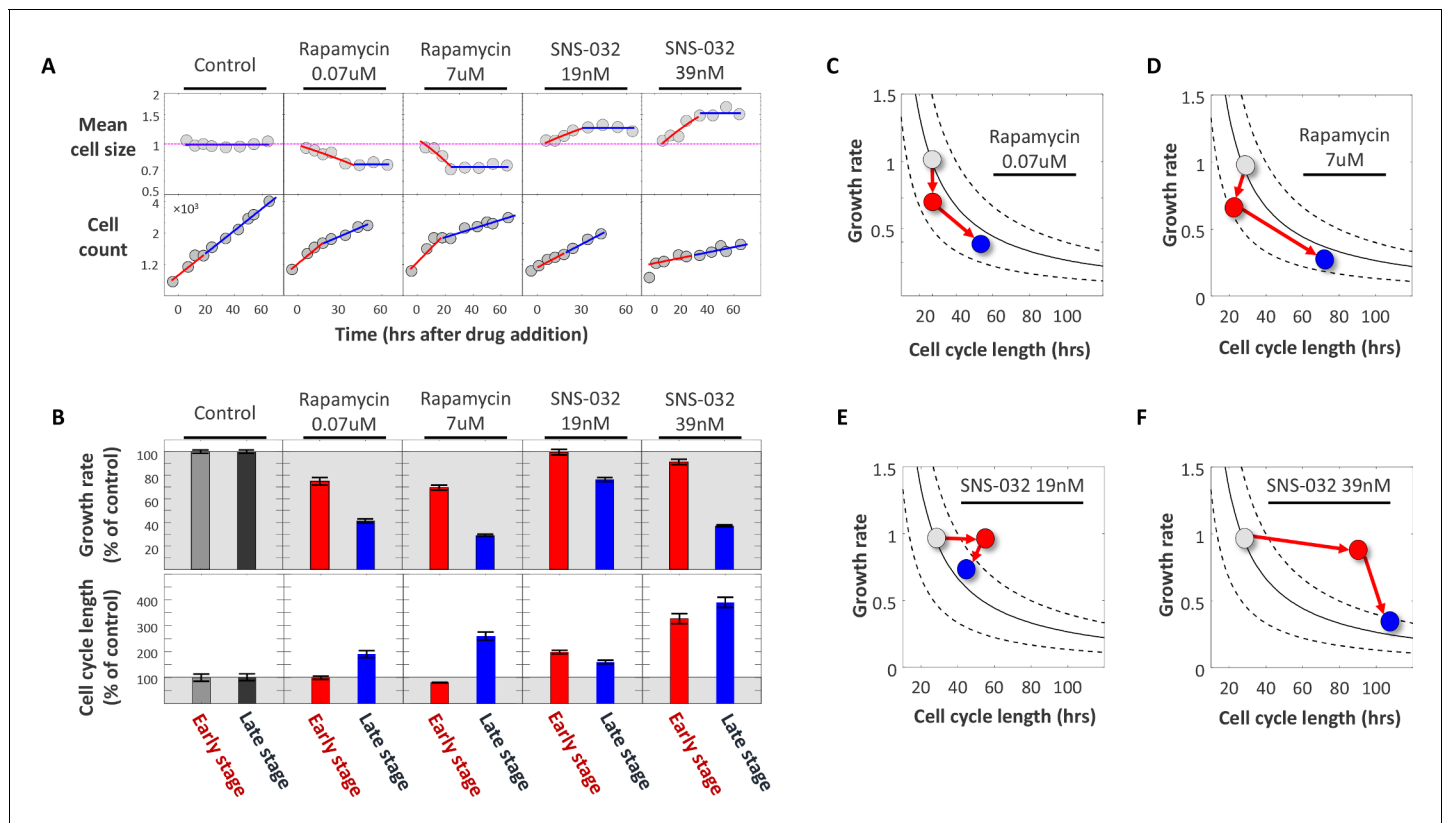 A
Control
Rapamycin
0.07uM
Rapamycin
7uM
SNS-032
19nM
SNS-032
39nM
Mean
cell size
2
1.5
1
0.7
0.5
Cell
count
4
2
1.2
×10³
0 20 40 60
0 20 40 60
0 20 40 60
0 30 40 60
0 20 40 60
Time (hrs after drug addition)
B
Control
Rapamycin
0.07uM
Rapamycin
7uM
SNS-032
19nM
SNS-032
39nM
Growth rate
(% of control)
100
80
60
40
20
Cell cycle length
(% of control)
400
300
200
100
Early stage
Late stage
Early stage
Late stage
Early stage
Late stage
Early stage
Late stage
Early stage
Late stage
C
Rapamycin
0.07uM
Growth rate
1.5
1
0.5
0
20 40 60 80 100
Cell cycle length (hrs)
D
Rapamycin
7uM
Growth rate
1.5
1
0.5
0
20 40 60 80 100
Cell cycle length (hrs)
E
SNS-032 19nM
Growth rate
1.5
1
0.5
0
20 40 60 80 100
Cell cycle length (hrs)
F
SNS-032 39nM
Growth rate
1.5
1
0.5
0
20 40 60 80 100
Cell cycle length (hrs)